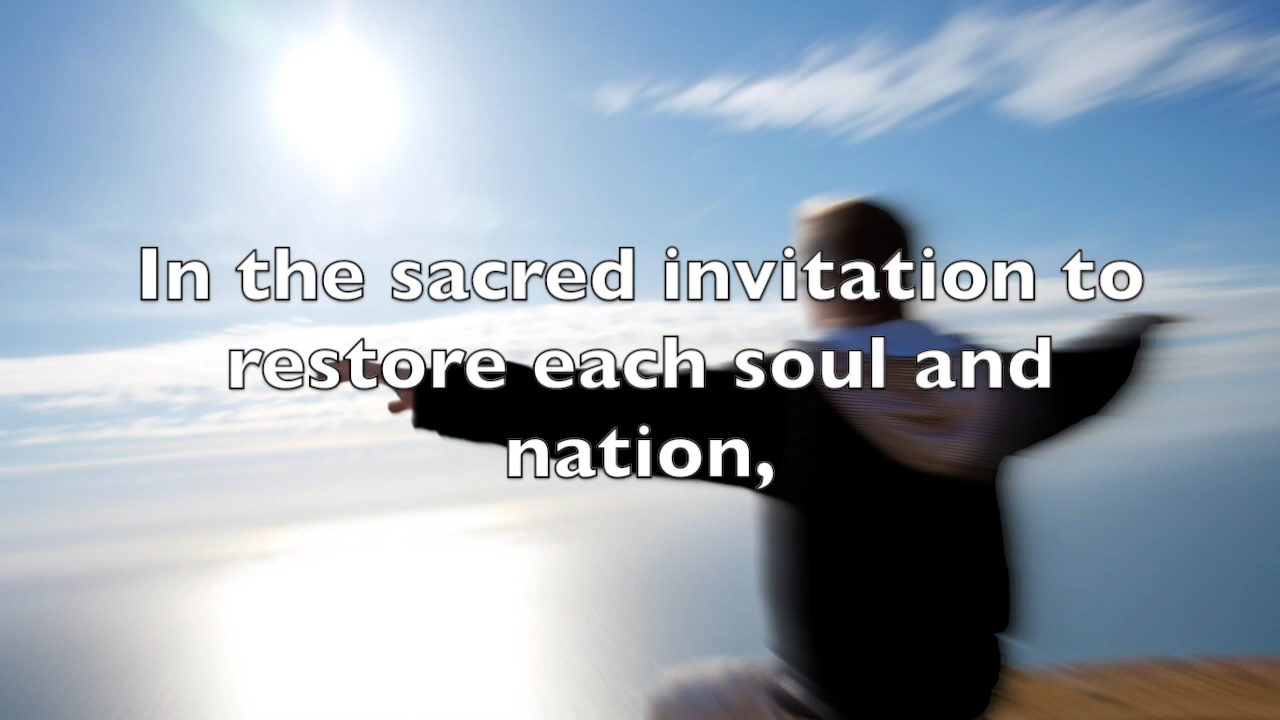 In the sacred invitation to
restore each soul and
nation,